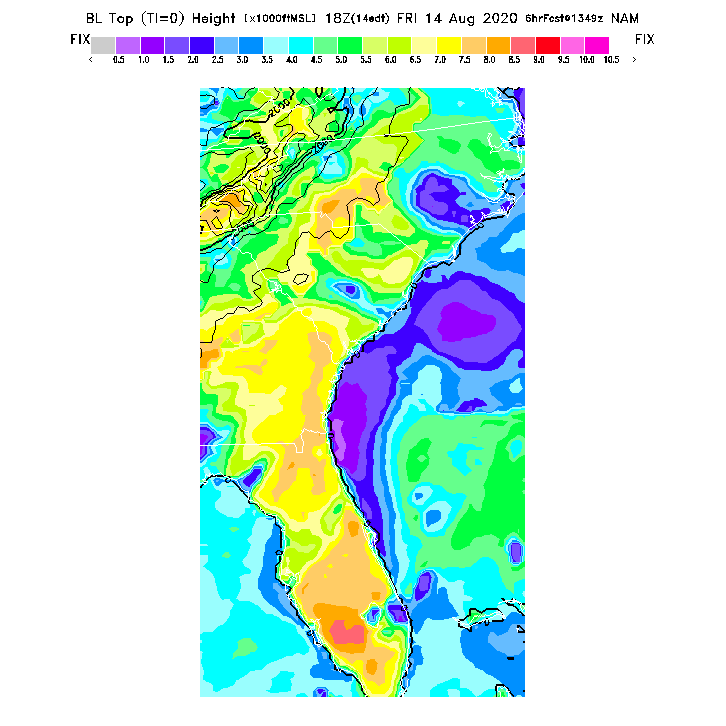 BL Top (TI=0) Height [x1000ftMSL] 18Z(14edt) FRI 14 Aug 2020 6hrFcst@1349z NAM
FIX FIX
< 0.5 1.0 1.5 2.0 2.5 3.0 3.5 4.0 4.5 5.0 5.5 6.0 6.5 7.0 7.5 8.0 8.5 9.0 9.5 10.0 10.5 >
2000
2000